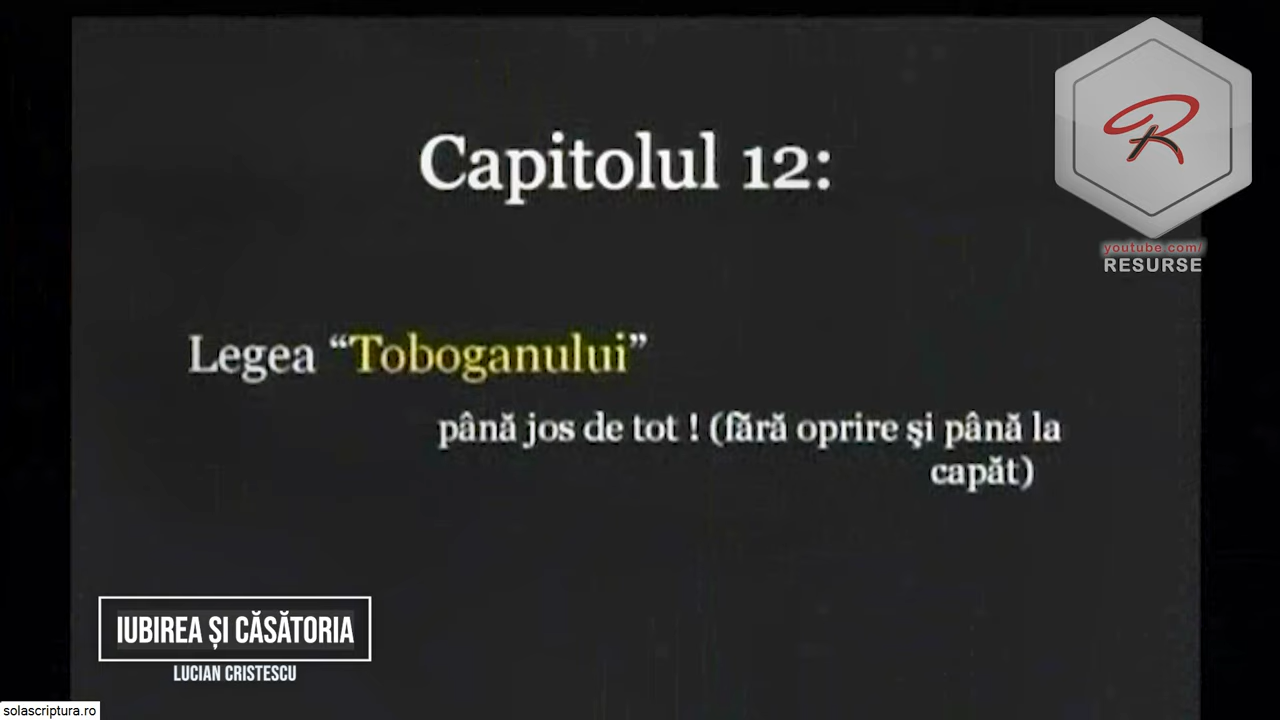 Capitolul 12:
R
youtube.com/
RESURSE
Legea “Toboganului”
până jos de tot ! (fără oprire şi până la
capăt)
IUBIREA ȘI CĂSĂTORIA
LUCIAN CRISTESCU
solascriptura.ro